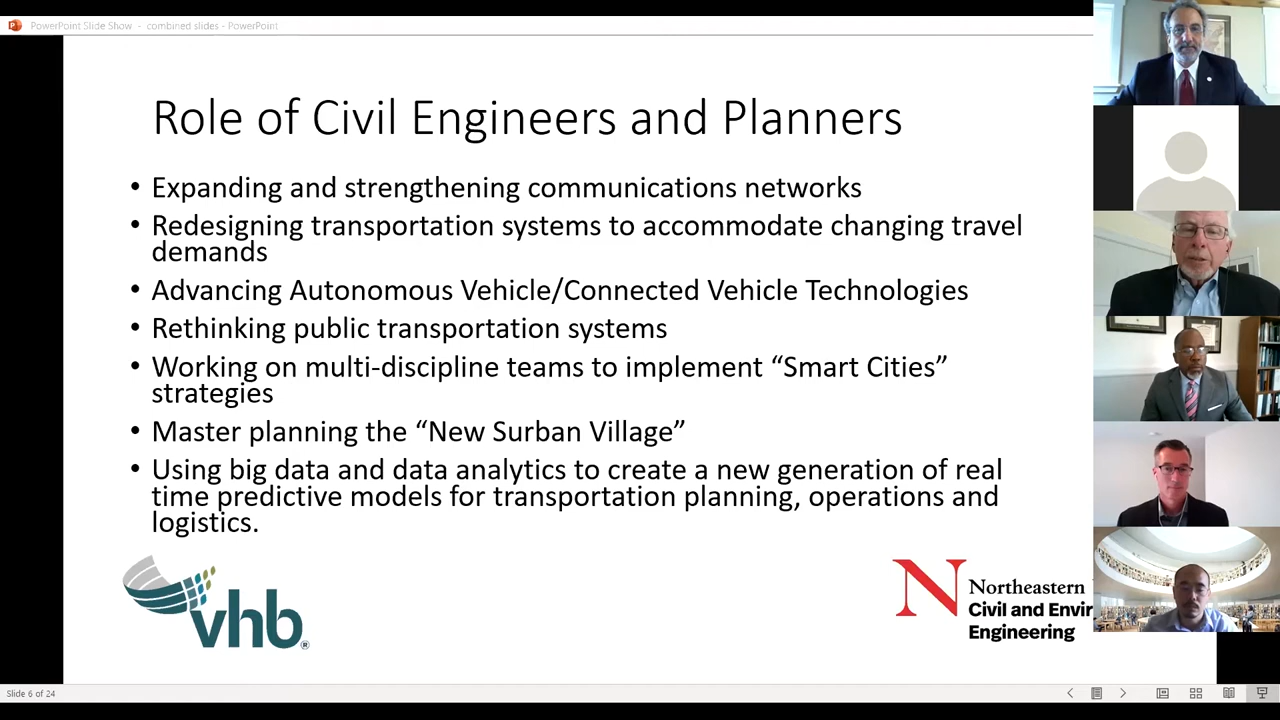 PowerPoint Slide Show - combined slides - PowerPoint
Role of Civil Engineers and Planners
• Expanding and strengthening communications networks
• Redesigning transportation systems to accommodate changing travel
demands
• Advancing Autonomous Vehicle/Connected Vehicle Technologies
• Rethinking public transportation systems
• Working on multi-discipline teams to implement “Smart Cities”
strategies
• Master planning the “New Surban Village”
• Using big data and data analytics to create a new generation of real
time predictive models for transportation planning, operations and
logistics.
vhb®
N Northeastern
Civil and Envir
Engineering
Slide 6 of 24